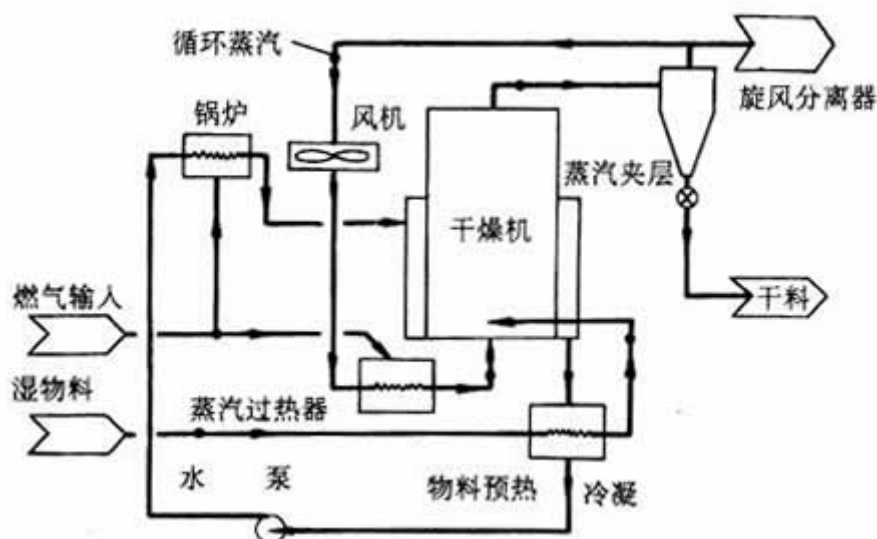 循环蒸汽
旋风分离器
锅炉
风机
蒸汽夹层
干燥机
燃气输入
干料
湿物料
蒸汽过热器
水泵
物料预热
冷凝